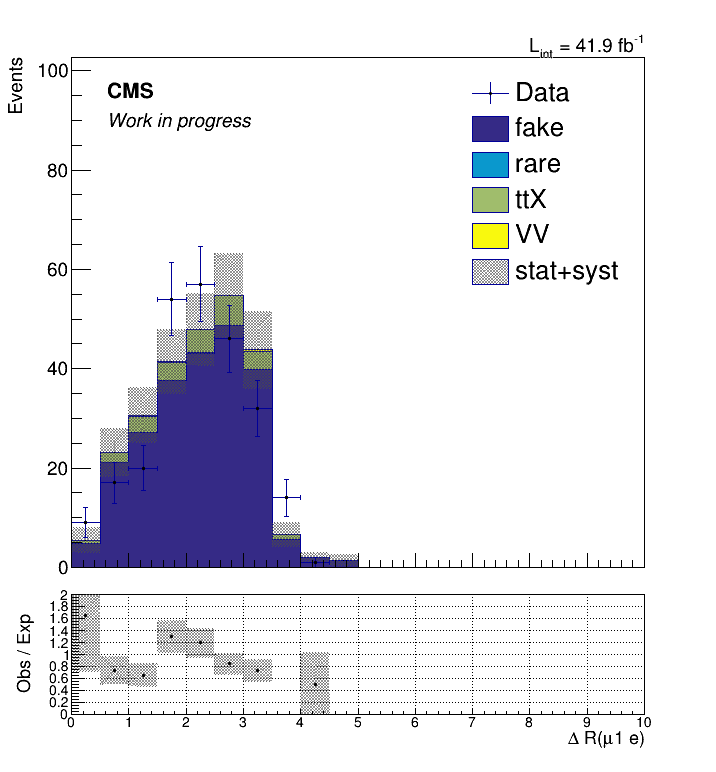 L_int = 41.9 fb^-1
Events
100
80
60
40
20
0
CMS
Work in progress
Data
fake
rare
ttX
VV
stat+syst
Obs / Exp
2
1.8
1.6
1.4
1.2
1
0.8
0.6
0.4
0.2
0
0 1 2 3 4 5 6 7 8 9 10
Δ R(μ1 e)